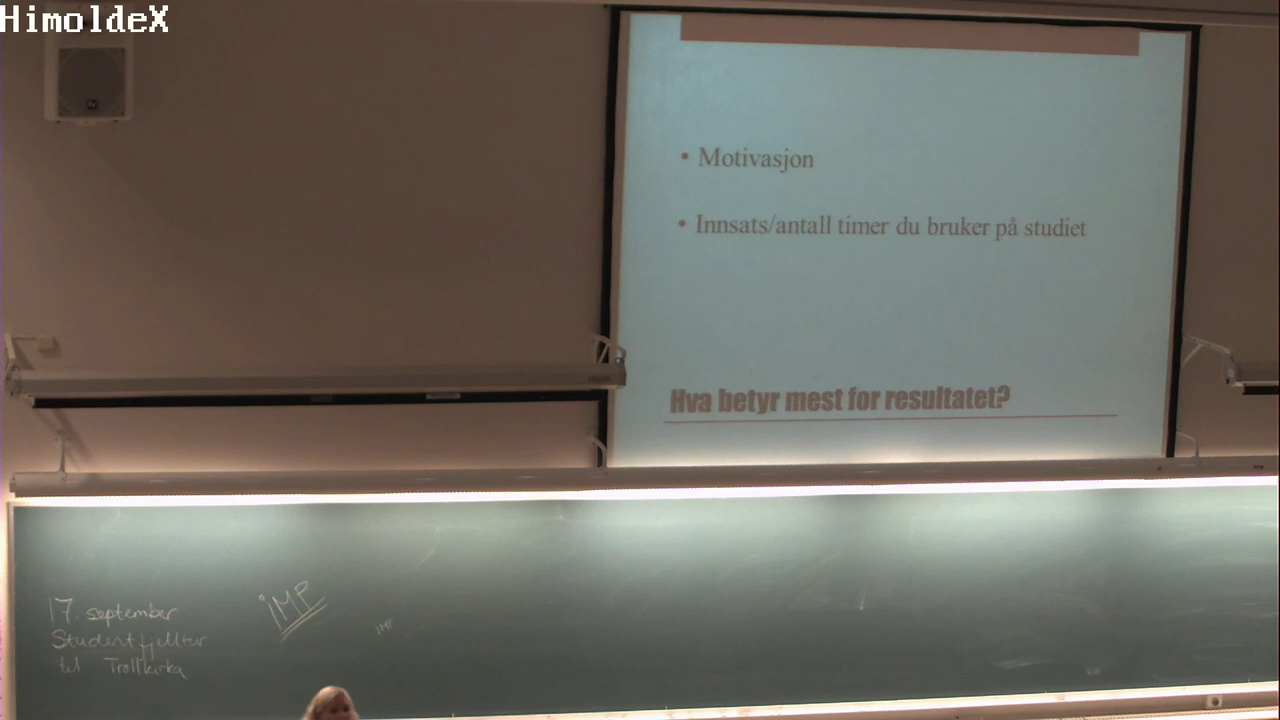 HimoldeX
• Motivasjon
• Innsats/antall timer du bruker på studiet
Hva betyr mest for resultatet?
17. september
Studentfjelltur
til Trollkirka
IMP
IMP